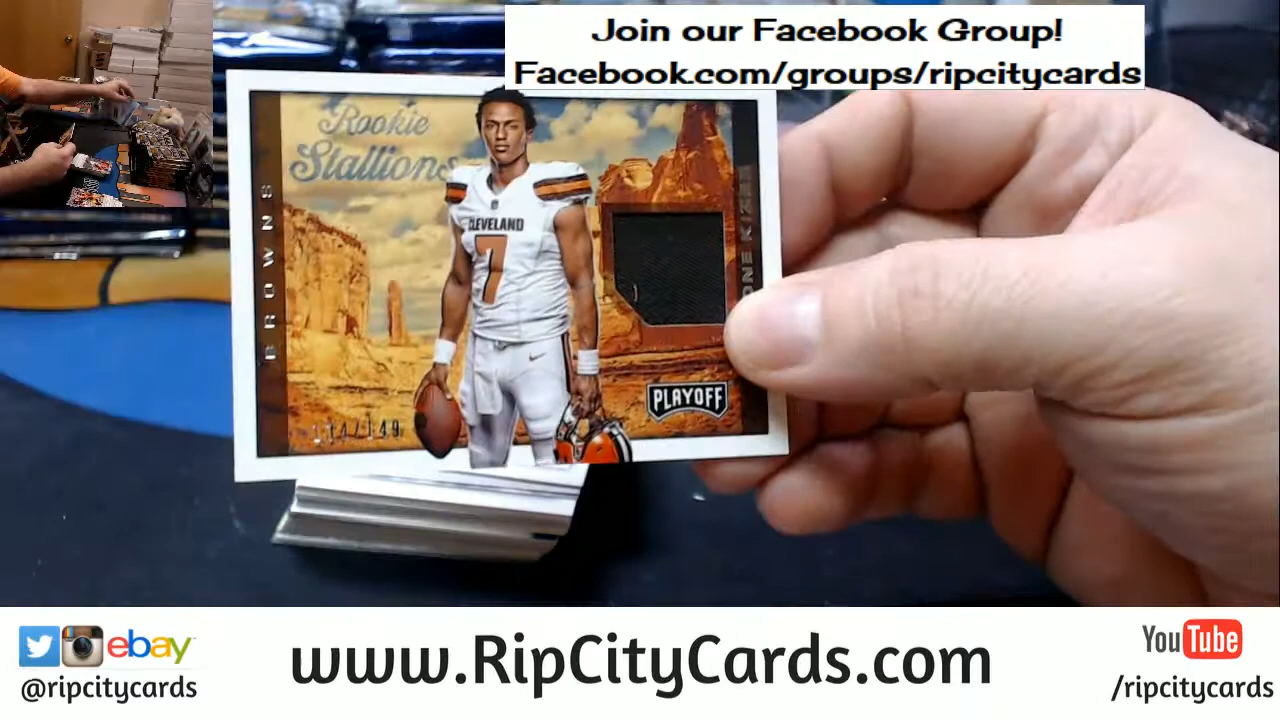 Join our Facebook Group!
Facebook.com/groups/ripcitycards
Rookie
Stallions
BROWNS
CLEVELAND
7
PLAYOFF
ebay
@ripcitycards
www.RipCityCards.com
YouTube
/ripcitycards